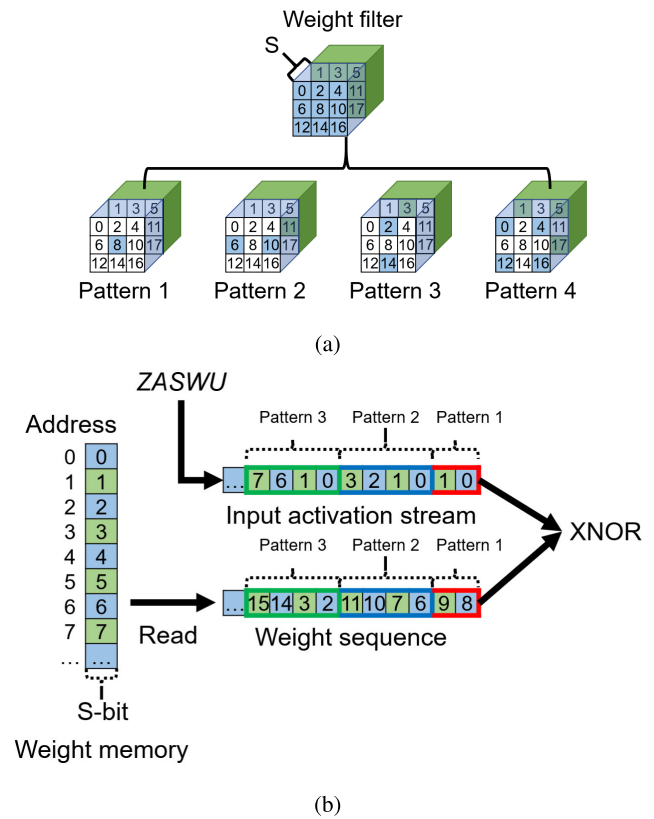 Weight filter
S
1 3 5
0 2 4 11
6 8 10 17
12 14 16
1 3 5
0 2 4 11
6 8 10 17
12 14 16
Pattern 1
1 3 5
0 2 4 11
6 8 10 17
12 14 16
Pattern 2
1 3 5
0 2 4 11
6 8 10 17
12 14 16
Pattern 3
1 3 5
0 2 4 11
6 8 10 17
12 14 16
Pattern 4
(a)
ZASWU
Address
0 0
1 1
2 2
3 3
4 4
5 5
6 6
7 7
... ...
S-bit
Weight memory
Read
Pattern 3 Pattern 2 Pattern 1
... 7 6 1 0 3 2 1 0 1 0
Input activation stream
Pattern 3 Pattern 2 Pattern 1
... 15 14 3 2 11 10 7 6 9 8
Weight sequence
XNOR
(b)